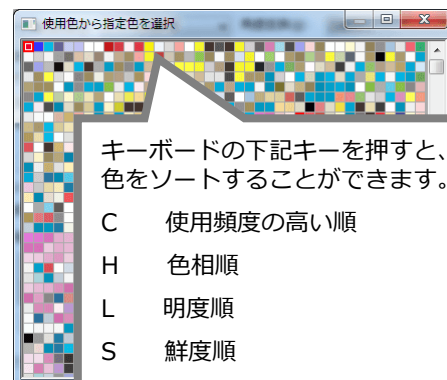 使用色から指定色を選択
キーボードの下記キーを押すと、
色をソートすることができます。
C 使用頻度の高い順
H 色相順
L 明度順
S 鮮度順